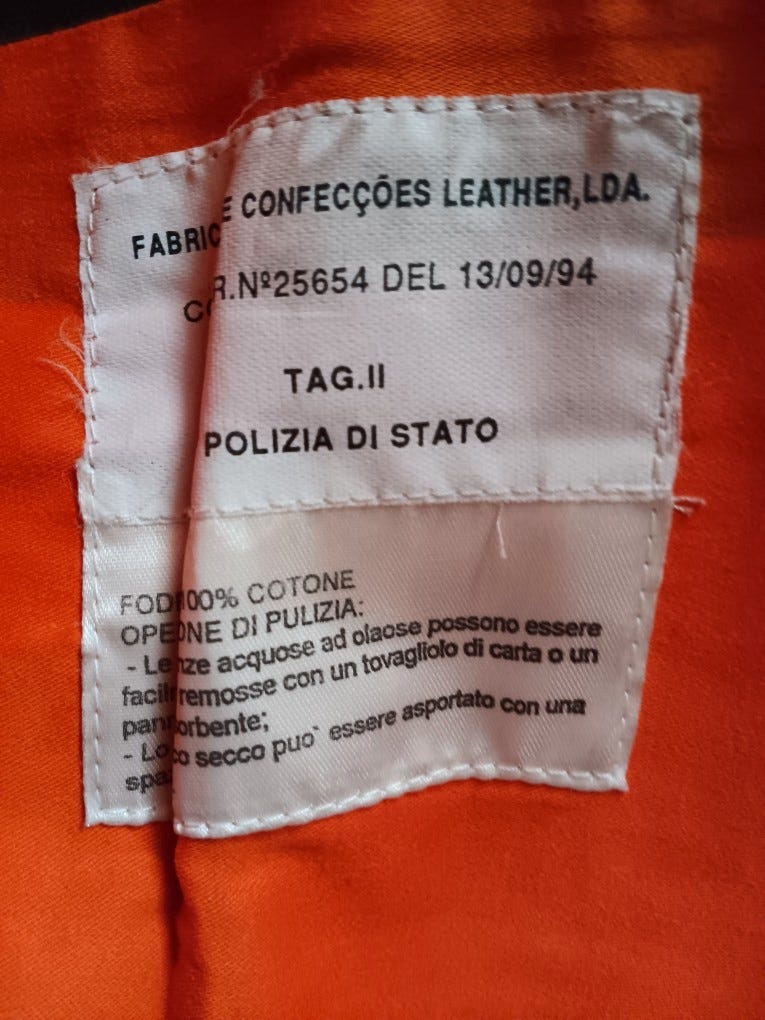 FABRIC E CONFECÇÕES LEATHER,LDA.
R.Nº25654 DEL 13/09/94
TAG.II
POLIZIA DI STATO
FOD 100% COTONE
OPE ONE DI PULIZIA:
- Le nze acquose ad olaose possono essere
facil remosse con un tovagliolo di carta o un
pan orbente;
- Lo co secco puo` essere asportato con una
spa